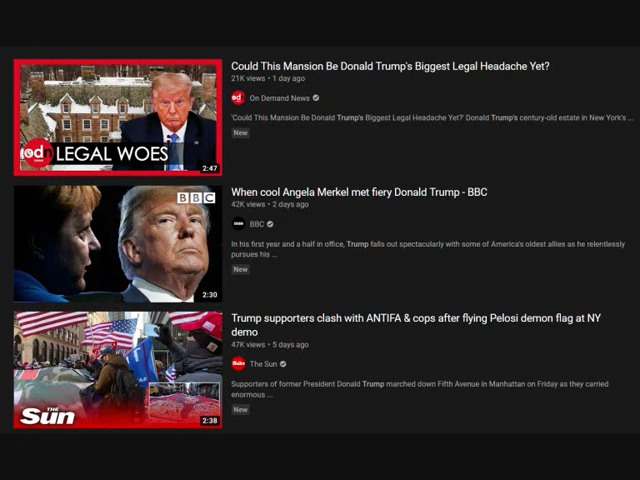 Could This Mansion Be Donald Trump's Biggest Legal Headache Yet?
21K views • 1 day ago
od On Demand News
'Could This Mansion Be Donald Trump's Biggest Legal Headache Yet?' Donald Trump's century-old estate in New York's ...
New
odn
NEWS
LEGAL WOES
2:47
When cool Angela Merkel met fiery Donald Trump - BBC
42K views • 2 days ago
BBC
In his first year and a half in office, Trump falls out spectacularly with some of America's oldest allies as he relentlessly
pursues his ...
New
BBC
2:30
Trump supporters clash with ANTIFA & cops after flying Pelosi demon flag at NY
demo
47K views • 5 days ago
The Sun
Supporters of former President Donald Trump marched down Fifth Avenue in Manhattan on Friday as they carried
enormous ...
New
THE
Sun
2:38